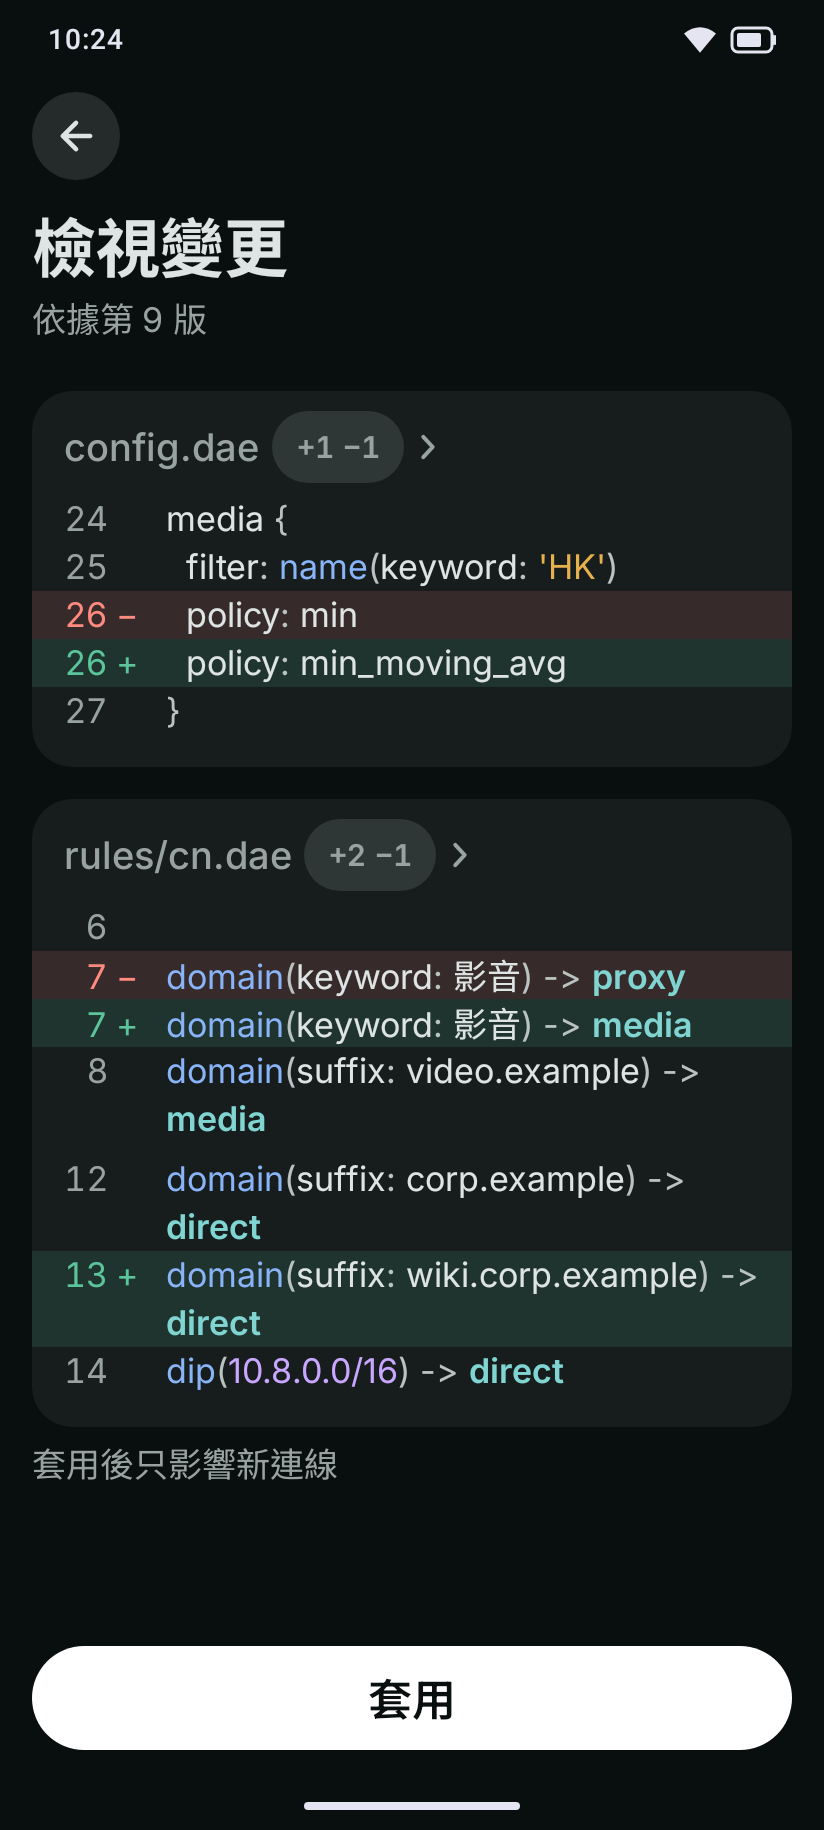 10:24
檢視變更
依據第 9 版
config.dae +1 −1
24 media {
25 filter: name(keyword: 'HK')
26 − policy: min
26 + policy: min_moving_avg
27 }
rules/cn.dae +2 −1
6
7 − domain(keyword: 影音) -> proxy
7 + domain(keyword: 影音) -> media
8 domain(suffix: video.example) ->
media
12 domain(suffix: corp.example) ->
direct
13 + domain(suffix: wiki.corp.example) ->
direct
14 dip(10.8.0.0/16) -> direct
套用後只影響新連線
套用